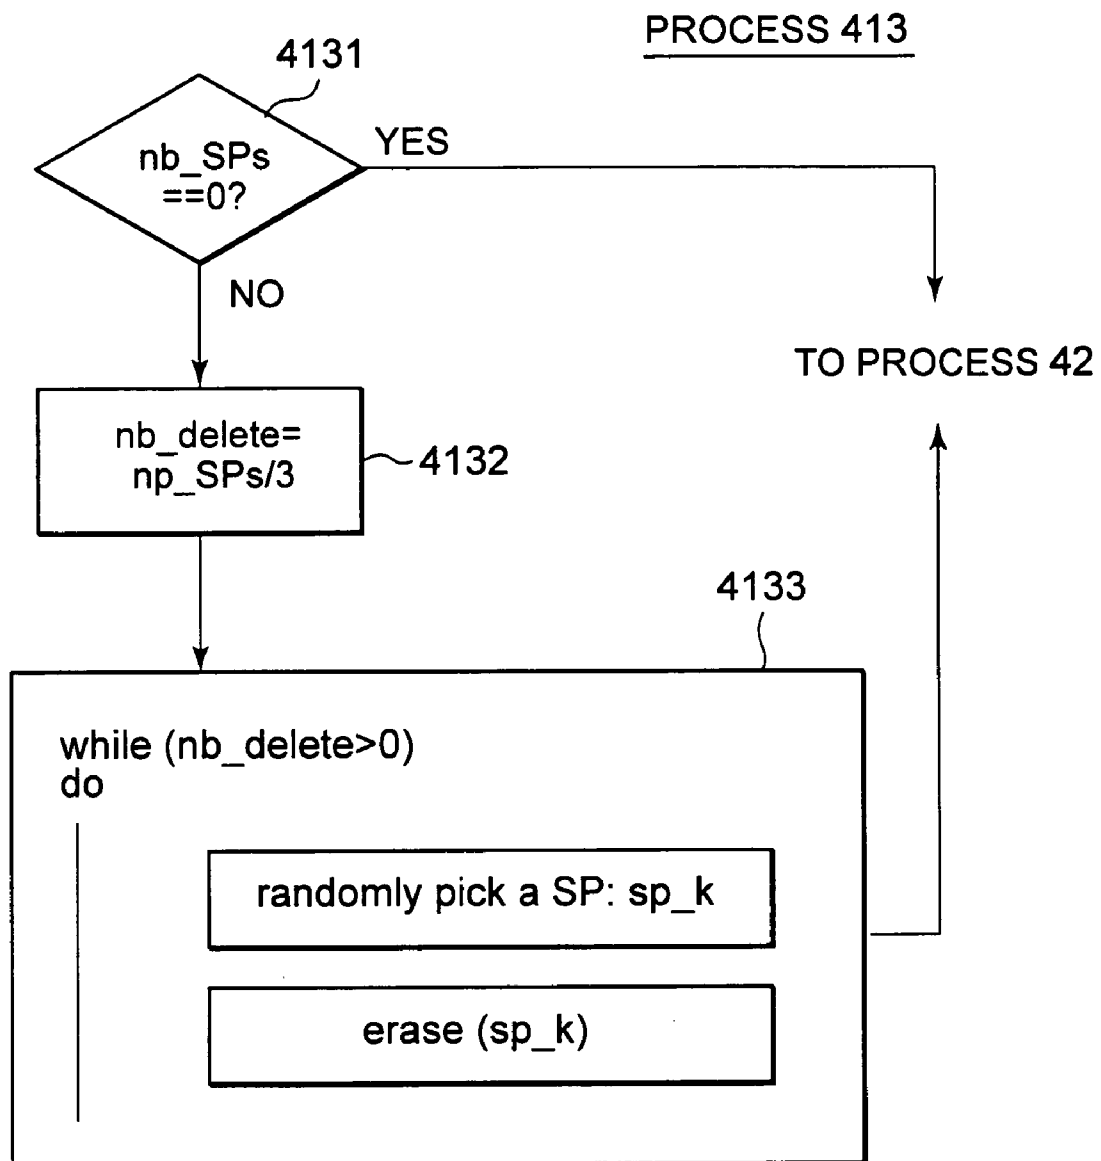 PROCESS 413
4131
nb_SPs
==0?
YES
NO
TO PROCESS 42
nb_delete=
np_SPs/3
4132
4133
while (nb_delete>0)
do
randomly pick a SP: sp_k
erase (sp_k)